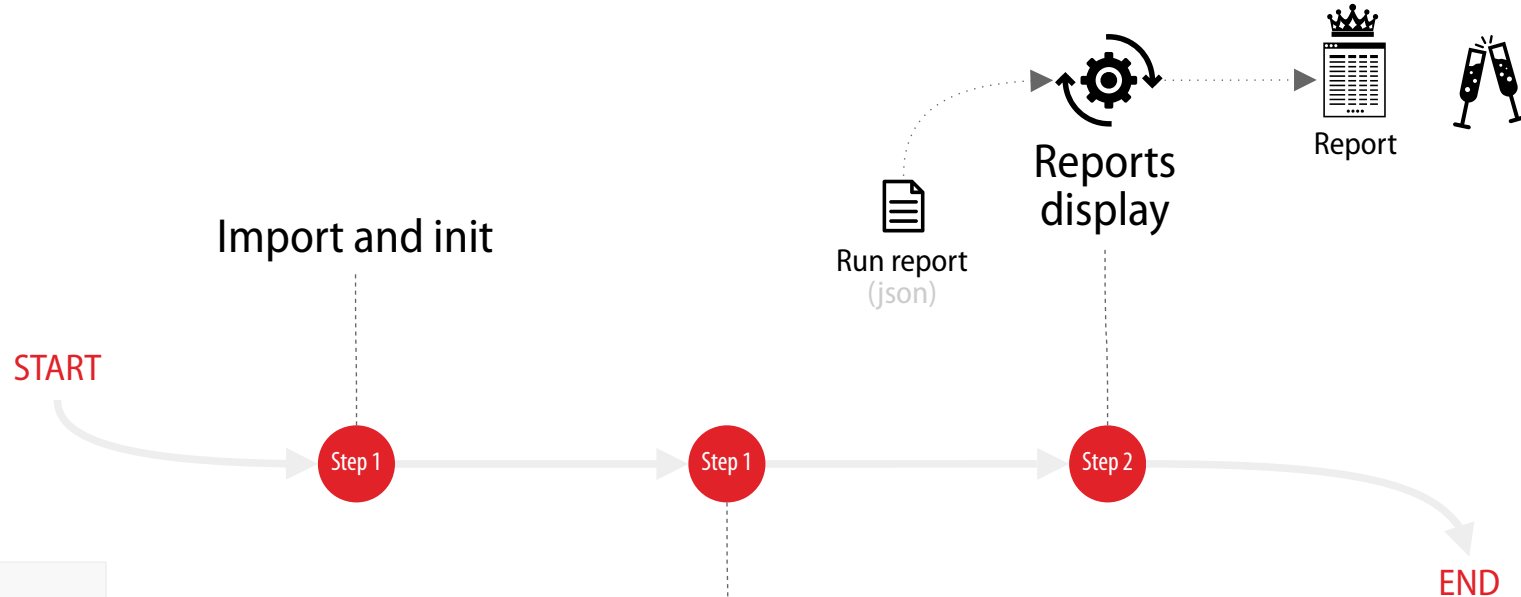 Report
Reports
display
Import and init
Run report
(json)
START
Step 1
Step 1
Step 2
END